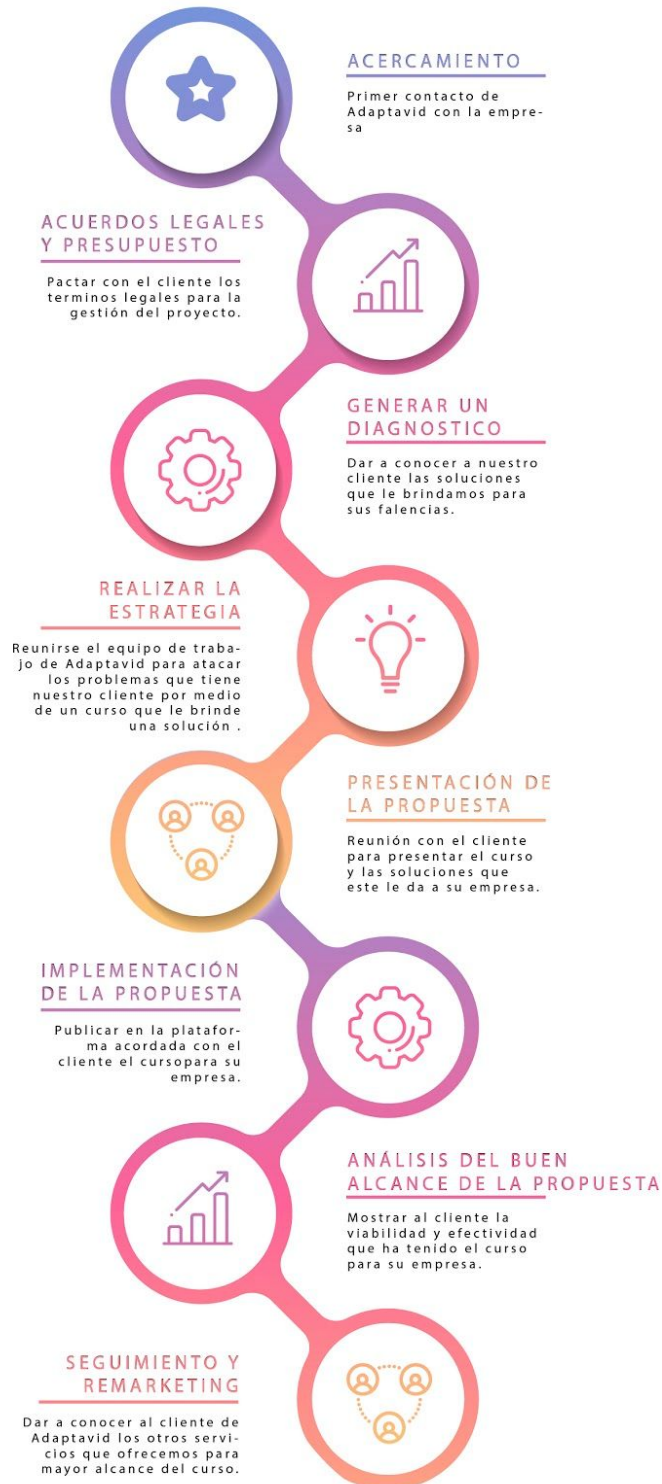 ACERCAMIENTO
Primer contacto de
Adaptavid con la empre-
sa
ACUERDOS LEGALES
Y PRESUPUESTO
Pactar con el cliente los
terminos legales para la
gestión del proyecto.
GENERAR UN
DIAGNOSTICO
Dar a conocer a nuestro
cliente las soluciones
que le brindamos para
sus falencias.
REALIZAR LA
ESTRATEGIA
Reunirse el equipo de traba-
jo de Adaptavid para atacar
los problemas que tiene
nuestro cliente por medio
de un curso que le brinde
una solución .
PRESENTACIÓN DE
LA PROPUESTA
Reunión con el cliente
para presentar el curso
y las soluciones que
este le da a su empresa.
IMPLEMENTACIÓN
DE LA PROPUESTA
Publicar en la platafor-
ma acordada con el
cliente el cursopara su
empresa.
ANÁLISIS DEL BUEN
ALCANCE DE LA PROPUESTA
Mostrar al cliente la
viabilidad y efectividad
que ha tenido el curso
para su empresa.
SEGUIMIENTO Y
REMARKETING
Dar a conocer al cliente de
Adaptavid los otros servi-
cios que ofrecemos para
mayor alcance del curso.